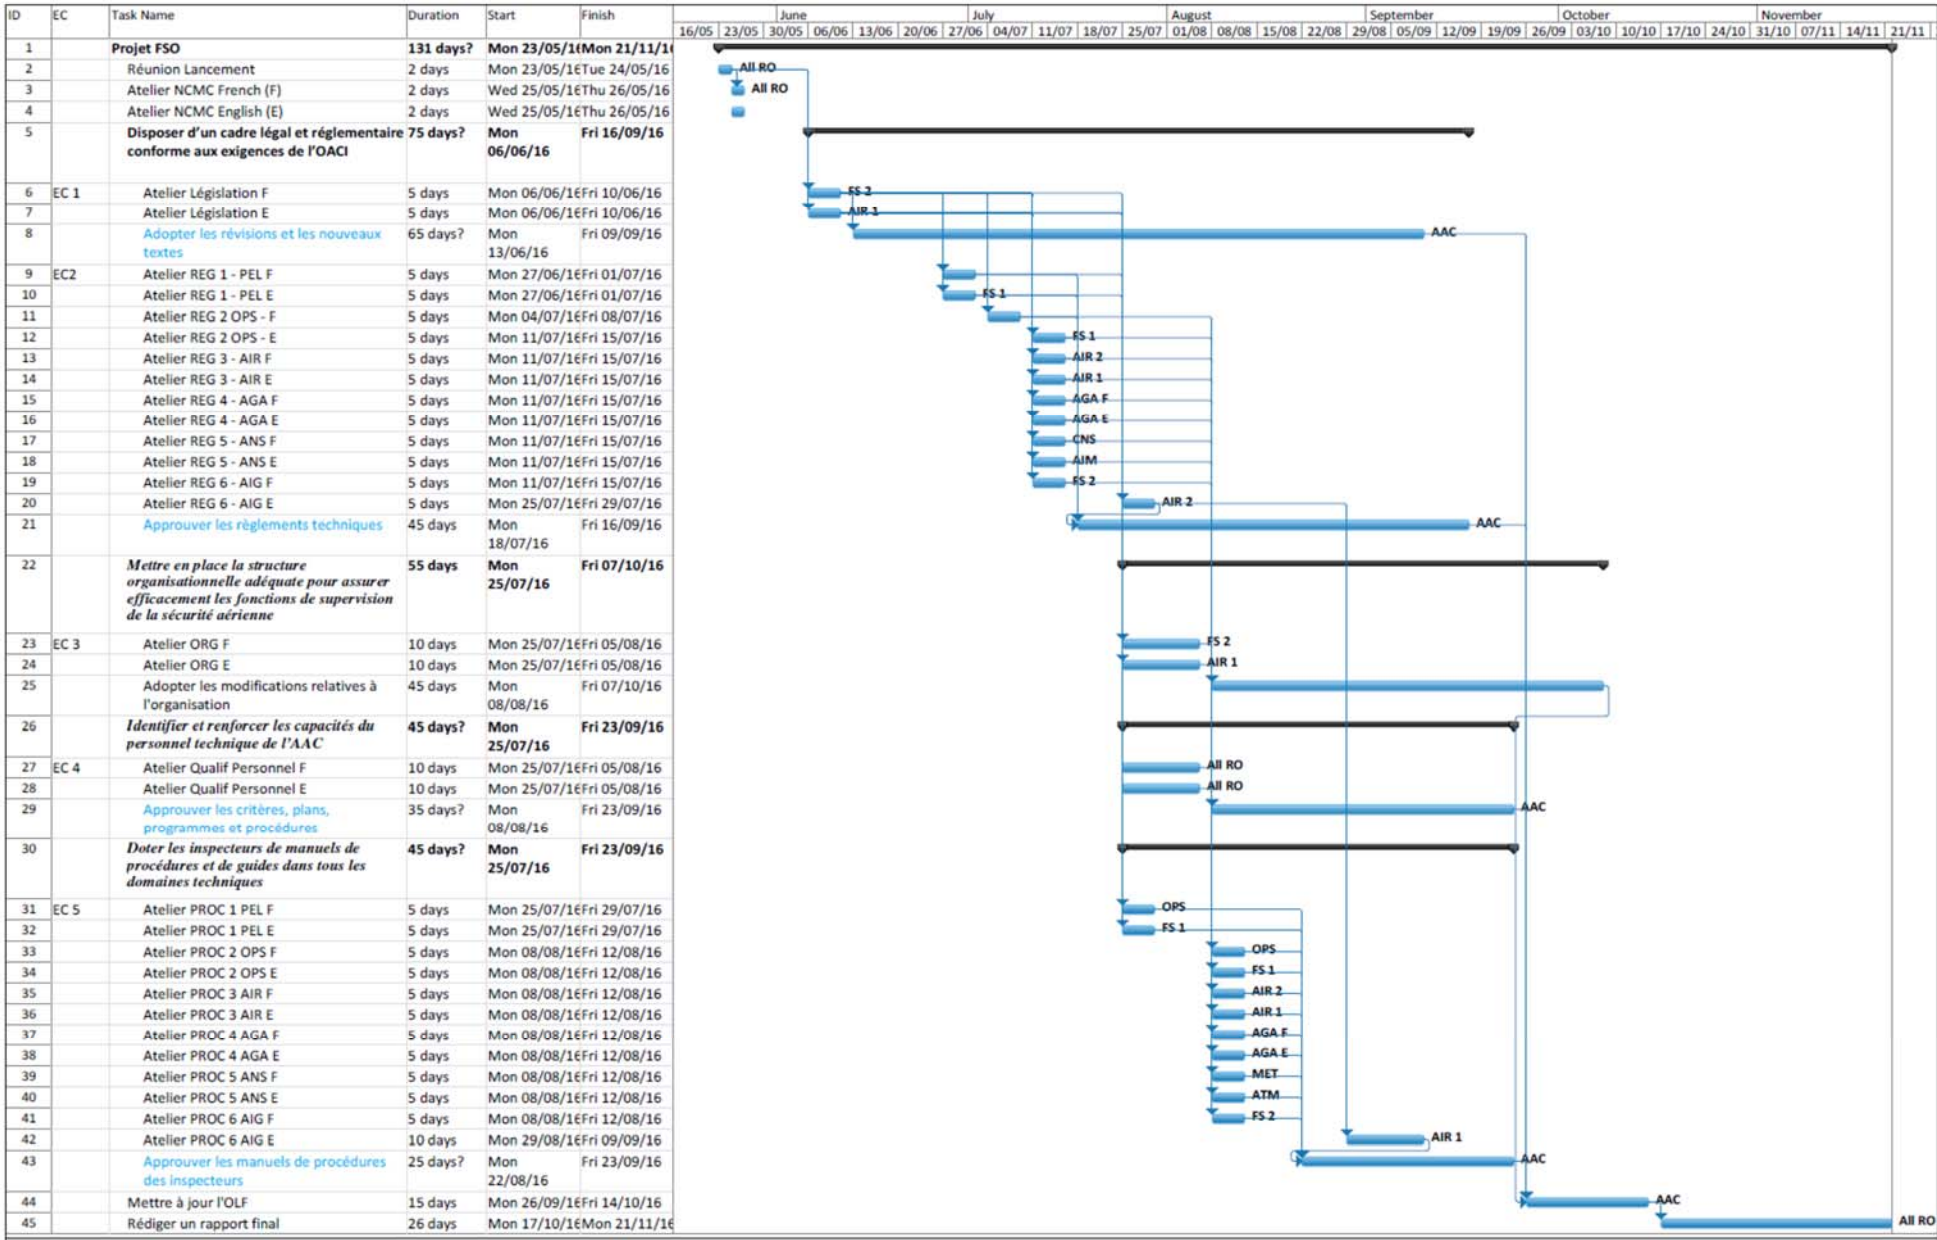 ID EC Task Name Duration Start Finish June July August September October November
16/05 23/05 30/05 06/06 13/06 20/06 27/06 04/07 11/07 18/07 25/07 01/08 08/08 15/08 22/08 29/08 05/09 12/09 19/09 26/09 03/10 10/10 17/10 24/10 31/10 07/11 14/11 21/11
1 Projet FSO 131 days? Mon 23/05/16 Mon 21/11/16
2 Réunion Lancement 2 days Mon 23/05/16 Tue 24/05/16 All RO
3 Atelier NCMC French (F) 2 days Wed 25/05/16 Thu 26/05/16 All RO
4 Atelier NCMC English (E) 2 days Wed 25/05/16 Thu 26/05/16
5 Disposer d'un cadre légal et réglementaire 75 days? Mon Fri 16/09/16
conforme aux exigences de l'OACI 06/06/16
6 EC 1 Atelier Législation F 5 days Mon 06/06/16 Fri 10/06/16 FS 2
7 Atelier Législation E 5 days Mon 06/06/16 Fri 10/06/16 AIR 1
8 Adopter les révisions et les nouveaux 65 days? Mon Fri 09/09/16 AAC
textes 13/06/16
9 EC2 Atelier REG 1 - PEL F 5 days Mon 27/06/16 Fri 01/07/16
10 Atelier REG 1 - PEL E 5 days Mon 27/06/16 Fri 01/07/16 FS 1
11 Atelier REG 2 OPS - F 5 days Mon 04/07/16 Fri 08/07/16
12 Atelier REG 2 OPS - E 5 days Mon 11/07/16 Fri 15/07/16 FS 1
13 Atelier REG 3 - AIR F 5 days Mon 11/07/16 Fri 15/07/16 AIR 2
14 Atelier REG 3 - AIR E 5 days Mon 11/07/16 Fri 15/07/16 AIR 1
15 Atelier REG 4 - AGA F 5 days Mon 11/07/16 Fri 15/07/16 AGA F
16 Atelier REG 4 - AGA E 5 days Mon 11/07/16 Fri 15/07/16 AGA E
17 Atelier REG 5 - ANS F 5 days Mon 11/07/16 Fri 15/07/16 CNS
18 Atelier REG 5 - ANS E 5 days Mon 11/07/16 Fri 15/07/16 AIM
19 Atelier REG 6 - AIG F 5 days Mon 11/07/16 Fri 15/07/16 FS 2
20 Atelier REG 6 - AIG E 5 days Mon 25/07/16 Fri 29/07/16 AIR 2
21 Approuver les règlements techniques 45 days Mon Fri 16/09/16 AAC
18/07/16
22 Mettre en place la structure 55 days Mon Fri 07/10/16
organisationnelle adéquate pour assurer 25/07/16
efficacement les fonctions de supervision
de la sécurité aérienne
23 EC 3 Atelier ORG F 10 days Mon 25/07/16 Fri 05/08/16 FS 2
24 Atelier ORG E 10 days Mon 25/07/16 Fri 05/08/16 AIR 1
25 Adopter les modifications relatives à 45 days Mon Fri 07/10/16
l'organisation 08/08/16
26 Identifier et renforcer les capacités du 45 days? Mon Fri 23/09/16
personnel technique de l'AAC 25/07/16
27 EC 4 Atelier Qualif Personnel F 10 days Mon 25/07/16 Fri 05/08/16 All RO
28 Atelier Qualif Personnel E 10 days Mon 25/07/16 Fri 05/08/16 All RO
29 Approuver les critères, plans, 35 days? Mon Fri 23/09/16 AAC
programmes et procédures 08/08/16
30 Doter les inspecteurs de manuels de 45 days? Mon Fri 23/09/16
procédures et de guides dans tous les 25/07/16
domaines techniques
31 EC 5 Atelier PROC 1 PEL F 5 days Mon 25/07/16 Fri 29/07/16 OPS
32 Atelier PROC 1 PEL E 5 days Mon 25/07/16 Fri 29/07/16 FS 1
33 Atelier PROC 2 OPS F 5 days Mon 08/08/16 Fri 12/08/16 OPS
34 Atelier PROC 2 OPS E 5 days Mon 08/08/16 Fri 12/08/16 FS 1
35 Atelier PROC 3 AIR F 5 days Mon 08/08/16 Fri 12/08/16 AIR 2
36 Atelier PROC 3 AIR E 5 days Mon 08/08/16 Fri 12/08/16 AIR 1
37 Atelier PROC 4 AGA F 5 days Mon 08/08/16 Fri 12/08/16 AGA F
38 Atelier PROC 4 AGA E 5 days Mon 08/08/16 Fri 12/08/16 AGA E
39 Atelier PROC 5 ANS F 5 days Mon 08/08/16 Fri 12/08/16 MET
40 Atelier PROC 5 ANS E 5 days Mon 08/08/16 Fri 12/08/16 ATM
41 Atelier PROC 6 AIG F 5 days Mon 08/08/16 Fri 12/08/16 FS 2
42 Atelier PROC 6 AIG E 10 days Mon 29/08/16 Fri 09/09/16 AIR 1
43 Approuver les manuels de procédures 25 days? Mon Fri 23/09/16 AAC
des inspecteurs 22/08/16
44 Mettre à jour l'OLF 15 days Mon 26/09/16 Fri 14/10/16 AAC
45 Rédiger un rapport final 26 days Mon 17/10/16 Mon 21/11/16 All RO